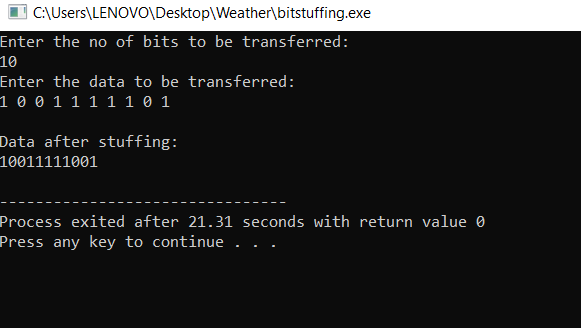 C:\Users\LENOVO\Desktop\Weather\bitstuffing.exe
Enter the no of bits to be transferred:
10
Enter the data to be transferred:
1 0 0 1 1 1 1 1 0 1
Data after stuffing:
10011111001
--------------------------------
Process exited after 21.31 seconds with return value 0
Press any key to continue . . .